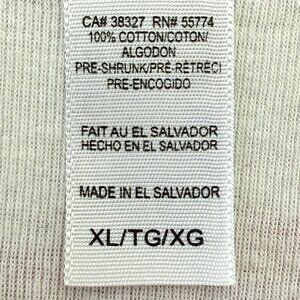 CA# 38327 RN# 55774
100% COTTON/COTON/
ALGODON
PRE-SHRUNK/PRÉ-RÉTRÉCI
PRE-ENCOGIDO
FAIT AU EL SALVADOR
HECHO EN EL SALVADOR
MADE IN EL SALVADOR
XL/TG/XG